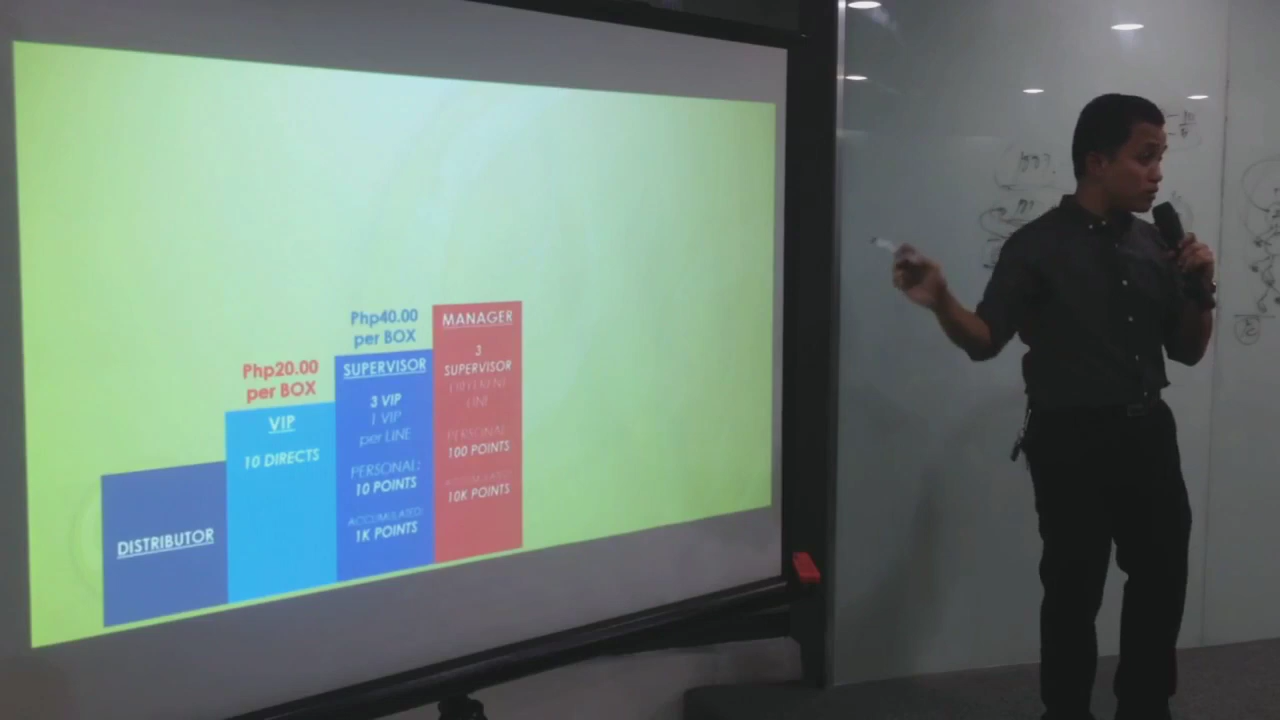 DISTRIBUTOR
Php20.00
per BOX
VIP
10 DIRECTS
Php40.00
per BOX
SUPERVISOR
3 VIP
1 VIP
per LINE
PERSONAL:
10 POINTS
ACCUMULATED:
1K POINTS
MANAGER
3
SUPERVISOR
DIFFERENT
LINE
PERSONAL:
100 POINTS
ACCUMULATED:
10K POINTS